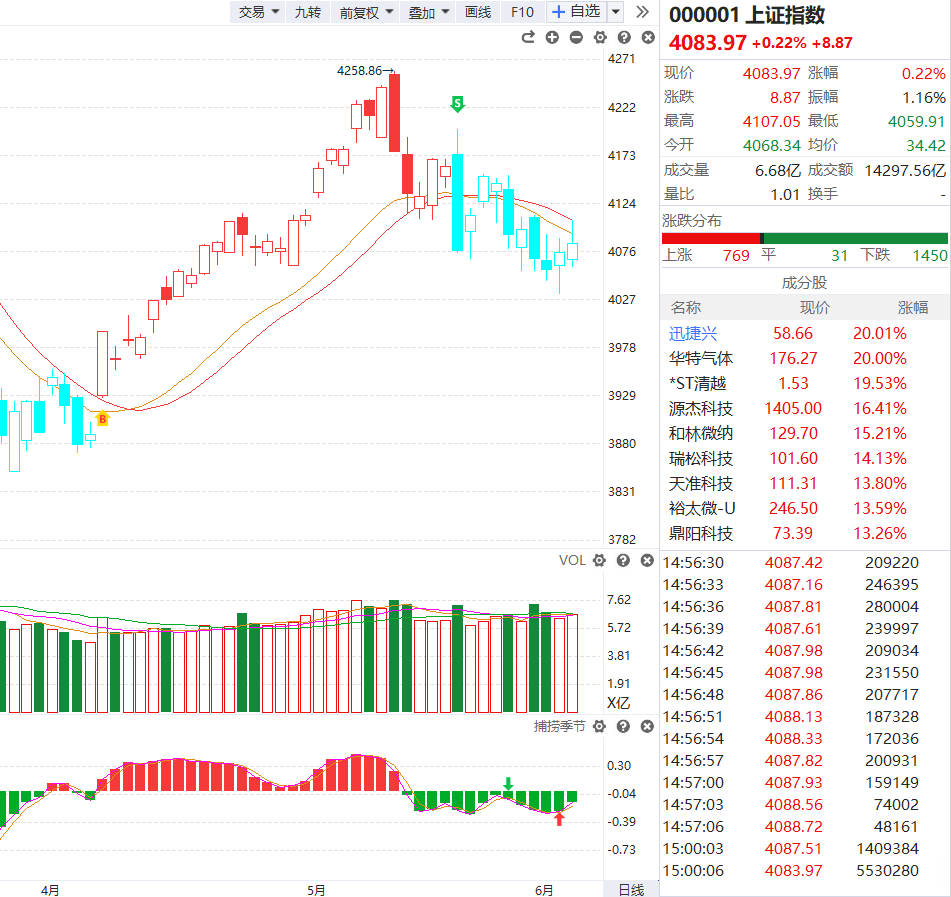 交易 九转 前复权 叠加 画线 F10 自选
000001 上证指数
4083.97 +0.22% +8.87
现价 4083.97 涨幅 0.22%
涨跌 8.87 振幅 1.16%
最高 4107.05 最低 4059.91
今开 4068.34 均价 34.42
成交量 6.68亿 成交额 14297.56亿
量比 1.01 换手 -
涨跌分布
上涨 769 平 31 下跌 1450
成分股
名称 现价 涨幅
迅捷兴 58.66 20.01%
华特气体 176.27 20.00%
*ST清越 1.53 19.53%
源杰科技 1405.00 16.41%
和林微纳 129.70 15.21%
瑞松科技 101.60 14.13%
天准科技 111.31 13.80%
裕太微-U 246.50 13.59%
鼎阳科技 73.39 13.26%
14:56:30 4087.42 209220
14:56:33 4087.16 246395
14:56:36 4087.81 280004
14:56:39 4087.61 239997
14:56:42 4087.98 209034
14:56:45 4087.98 231550
14:56:48 4087.86 207717
14:56:51 4088.13 187328
14:56:54 4088.33 172036
14:56:57 4087.82 200931
14:57:00 4087.93 159149
14:57:03 4088.56 74002
14:57:06 4088.72 48161
15:00:03 4087.51 1409384
15:00:06 4083.97 5530280
4258.86→
S
B
4271
4222
4173
4124
4076
4027
3978
3929
3880
3831
3782
VOL
7.62
5.72
3.81
1.91
X亿
捕捞季节
0.30
-0.04
-0.39
-0.73
4月 5月 6月 日线